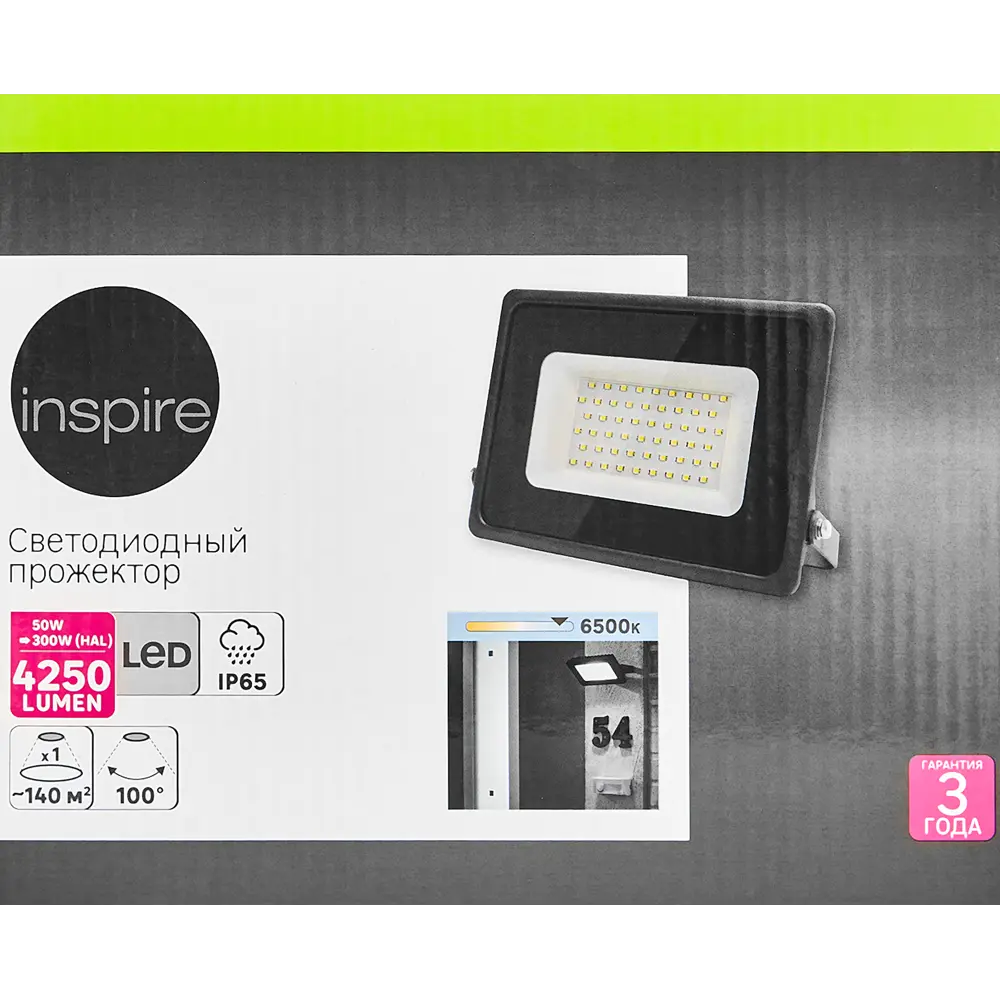 inspire
Светодиодный
прожектор
50W
➡300W (HAL)
4250
LUMEN
LED
IP65
x1
~140 м²
100°
6500K
54
ГАРАНТИЯ
3
ГОДА